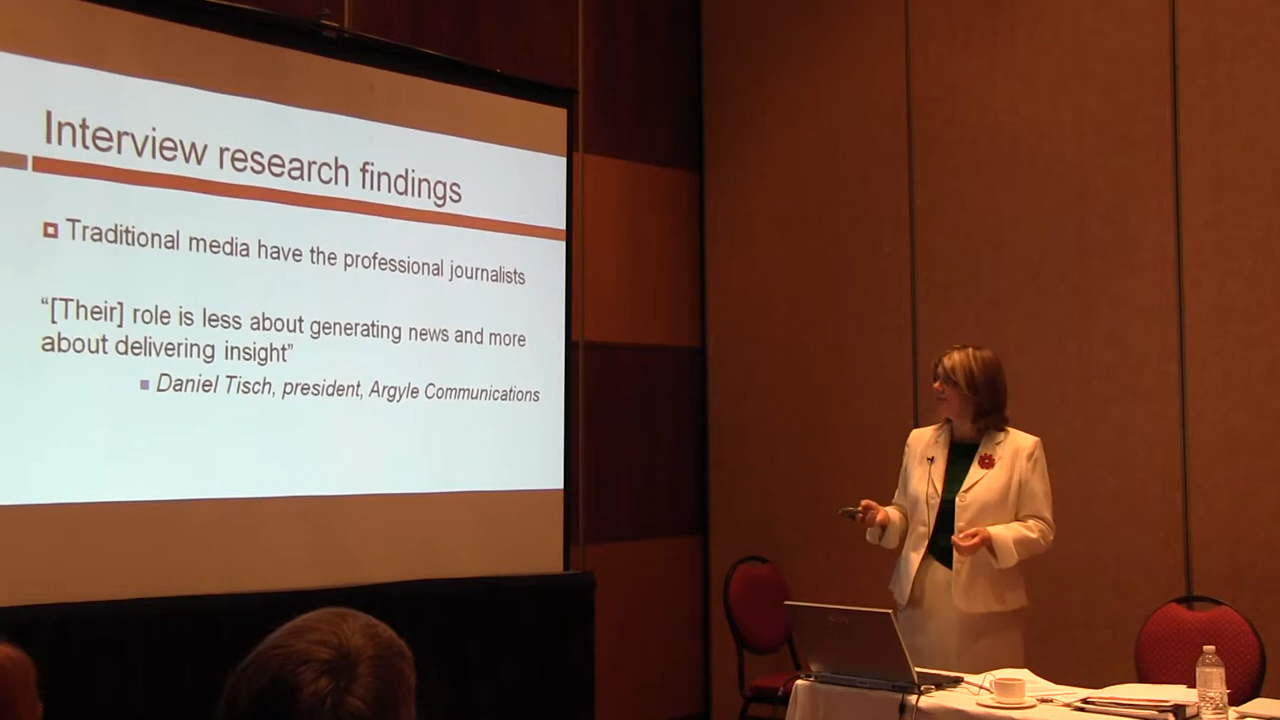 Interview research findings
Traditional media have the professional journalists
“[Their] role is less about generating news and more
about delivering insight”
Daniel Tisch, president, Argyle Communications